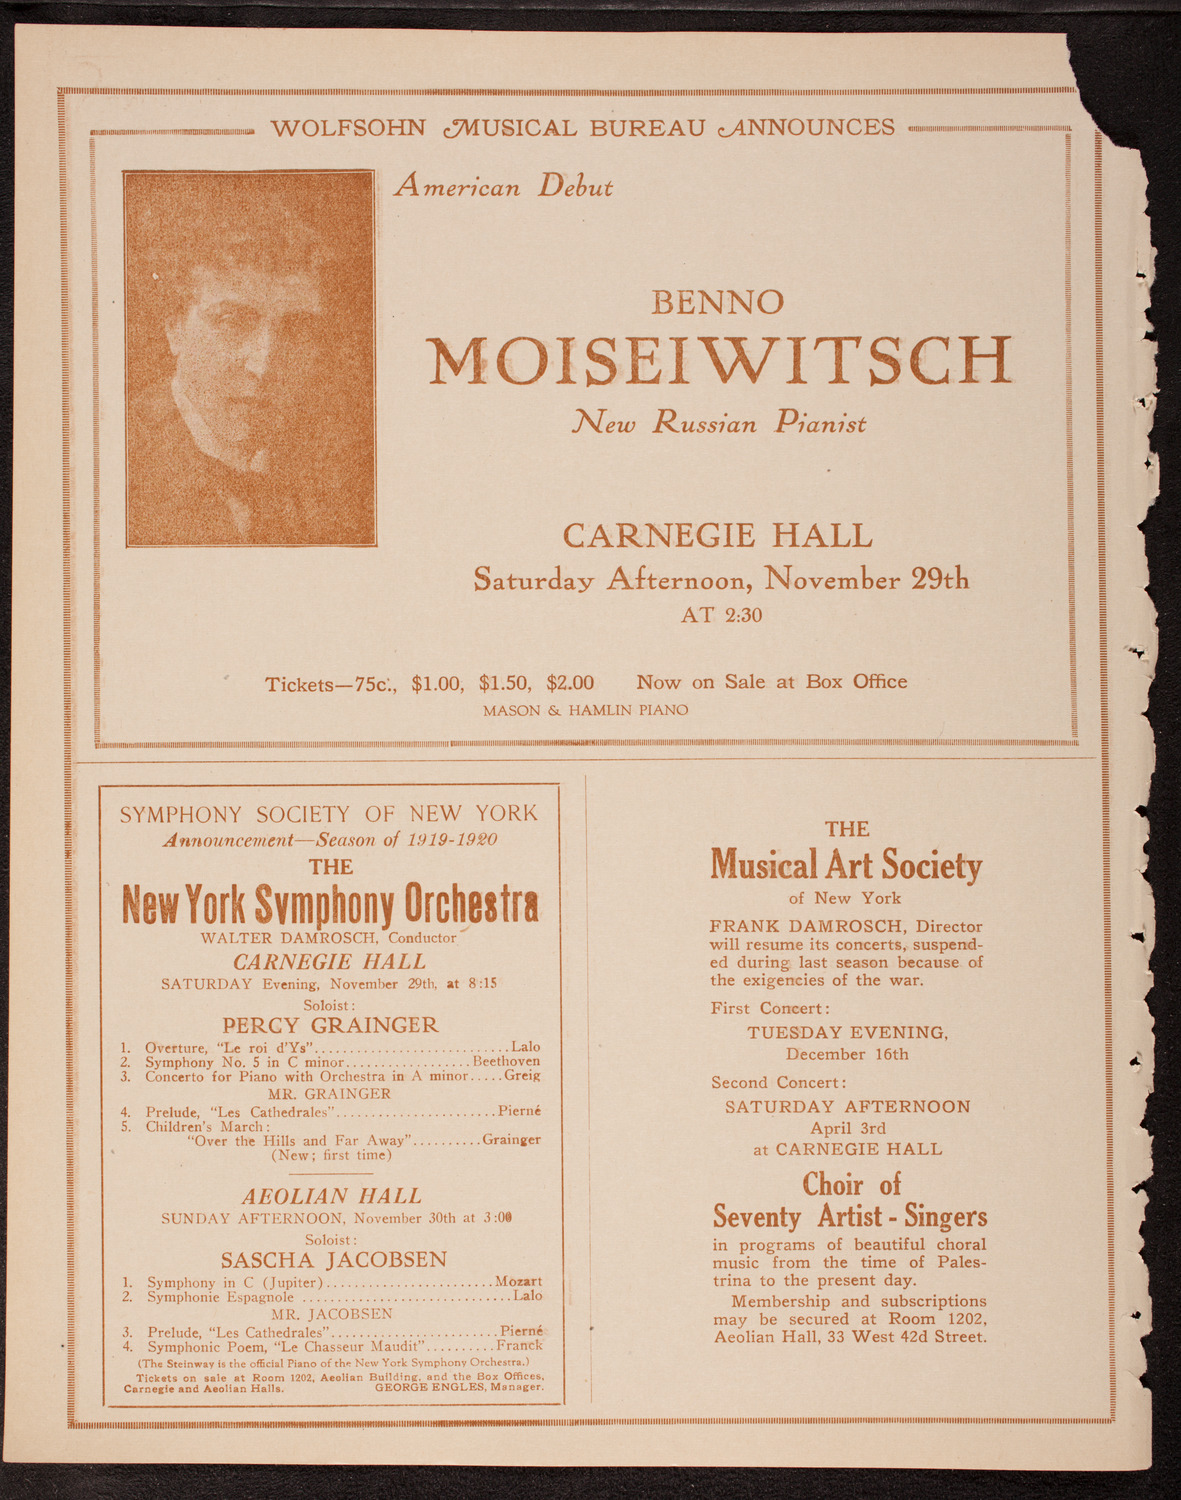 WOLFSOHN MUSICAL BUREAU ANNOUNCES
American Debut
BENNO
MOISEIWITSCH
New Russian Pianist
CARNEGIE HALL
Saturday Afternoon, November 29th
AT 2:30
Tickets—75c., $1.00, $1.50, $2.00 Now on Sale at Box Office
MASON & HAMLIN PIANO
SYMPHONY SOCIETY OF NEW YORK
Announcement—Season of 1919-1920
THE
New York Symphony Orchestra
WALTER DAMROSCH, Conductor
CARNEGIE HALL
SATURDAY Evening, November 29th, at 8:15
Soloist:
PERCY GRAINGER
1. Overture, "Le roi d'Ys"............................Lalo
2. Symphony No. 5 in C minor..................Beethoven
3. Concerto for Piano with Orchestra in A minor.....Greig
MR. GRAINGER
4. Prelude, "Les Cathedrales".......................Pierné
5. Children's March:
"Over the Hills and Far Away"..........Grainger
(New; first time)
AEOLIAN HALL
SUNDAY AFTERNOON, November 30th at 3:00
Soloist:
SASCHA JACOBSEN
1. Symphony in C (Jupiter)........................Mozart
2. Symphonie Espagnole ..............................Lalo
MR. JACOBSEN
3. Prelude, "Les Cathedrales"........................Pierné
4. Symphonic Poem, "Le Chasseur Maudit"..........Franck
(The Steinway is the official Piano of the New York Symphony Orchestra.)
Tickets on sale at Room 1202, Aeolian Building, and the Box Offices,
Carnegie and Aeolian Halls. GEORGE ENGLES, Manager.
THE
Musical Art Society
of New York
FRANK DAMROSCH, Director
will resume its concerts, suspend-
ed during last season because of
the exigencies of the war.
First Concert:
TUESDAY EVENING,
December 16th
Second Concert:
SATURDAY AFTERNOON
April 3rd
at CARNEGIE HALL
Choir of
Seventy Artist-Singers
in programs of beautiful choral
music from the time of Pales-
trina to the present day.
Membership and subscriptions
may be secured at Room 1202,
Aeolian Hall, 33 West 42d Street.